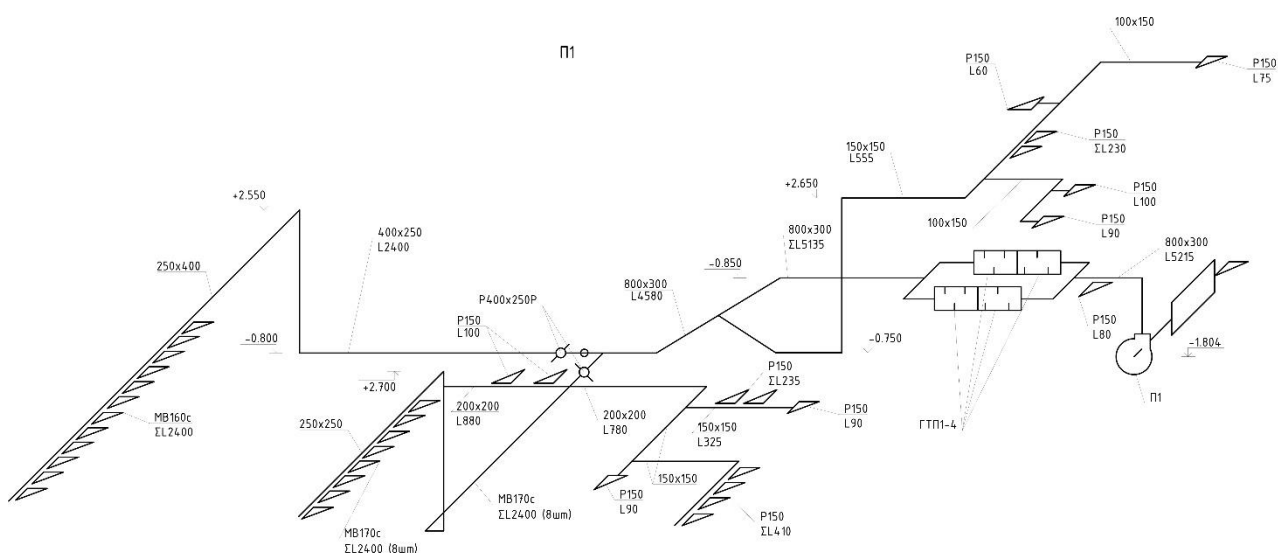 П1
100x150
P150
L60
P150
L75
P150
ΣL230
150x150
L555
+2.650
P150
L100
100x150
P150
L90
+2.550
400x250
L2400
250x400
-0.850
800x300
ΣL5135
800x300
L5215
800x300
L4580
P400x250P
P150
L100
-0.800
-0.750
P150
L80
-1.804
+2.700
P150
ΣL235
П1
200x200
L880
200x200
L780
150x150
L325
P150
L90
ГТП1-4
MB160c
ΣL2400
250x250
150x150
P150
L90
MB170c
ΣL2400 (8шт)
P150
ΣL410
MB170c
ΣL2400 (8шт)